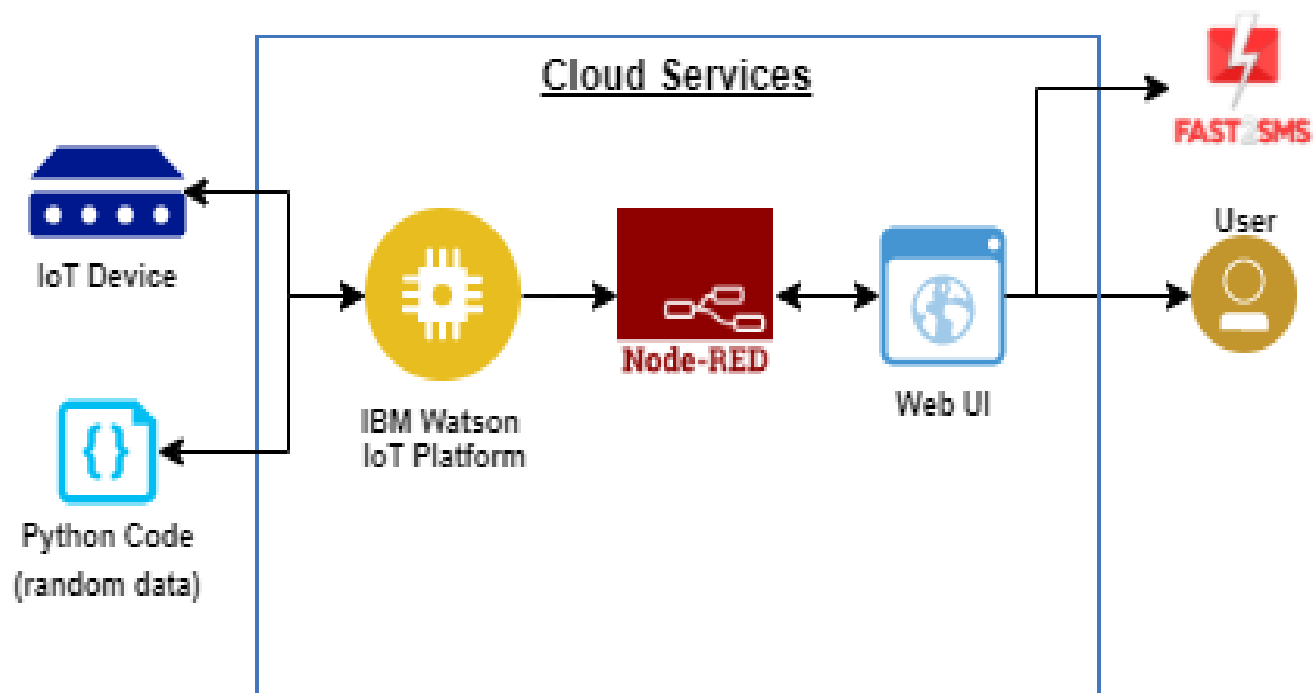 Cloud Services
FAST2SMS
User
IoT Device
Node-RED
Web UI
IBM Watson
IoT Platform
{}
Python Code
(random data)